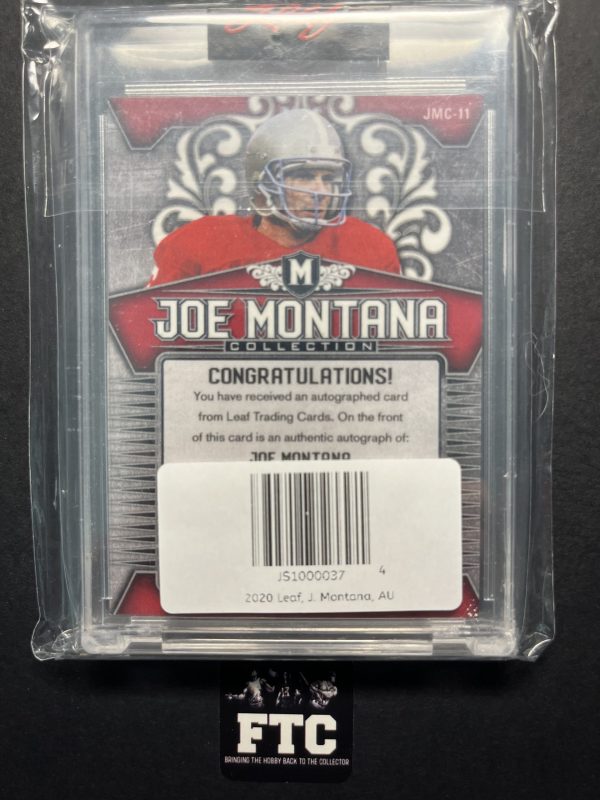 Leaf
JMC-11
M
JOE MONTANA
COLLECTION
CONGRATULATIONS!
You have received an autographed card
from Leaf Trading Cards. On the front
of this card is an authentic autograph of:
JOE MONTANA
JS1000037 4
2020 Leaf, J. Montana, AU
FTC
BRINGING THE HOBBY BACK TO THE COLLECTOR